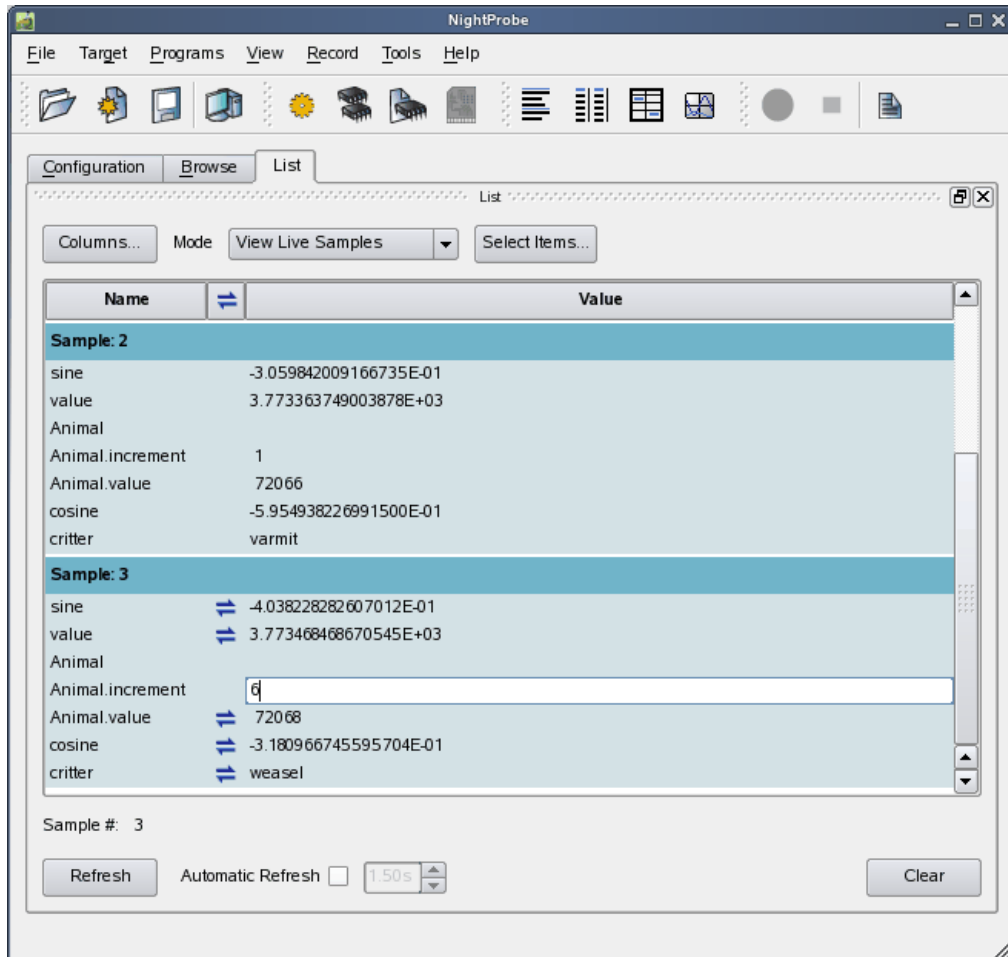 NightProbe
File Target Programs View Record Tools Help
Configuration Browse List
List
Columns... Mode View Live Samples Select Items...
Name Value
Sample: 2
sine -3.059842009166735E-01
value 3.773363749003878E+03
Animal
Animal.increment 1
Animal.value 72066
cosine -5.954938226991500E-01
critter varmit
Sample: 3
sine -4.038228282607012E-01
value 3.773468468670545E+03
Animal
Animal.increment 6
Animal.value 72068
cosine -3.180966745595704E-01
critter weasel
Sample #: 3
Refresh Automatic Refresh 1.50s Clear